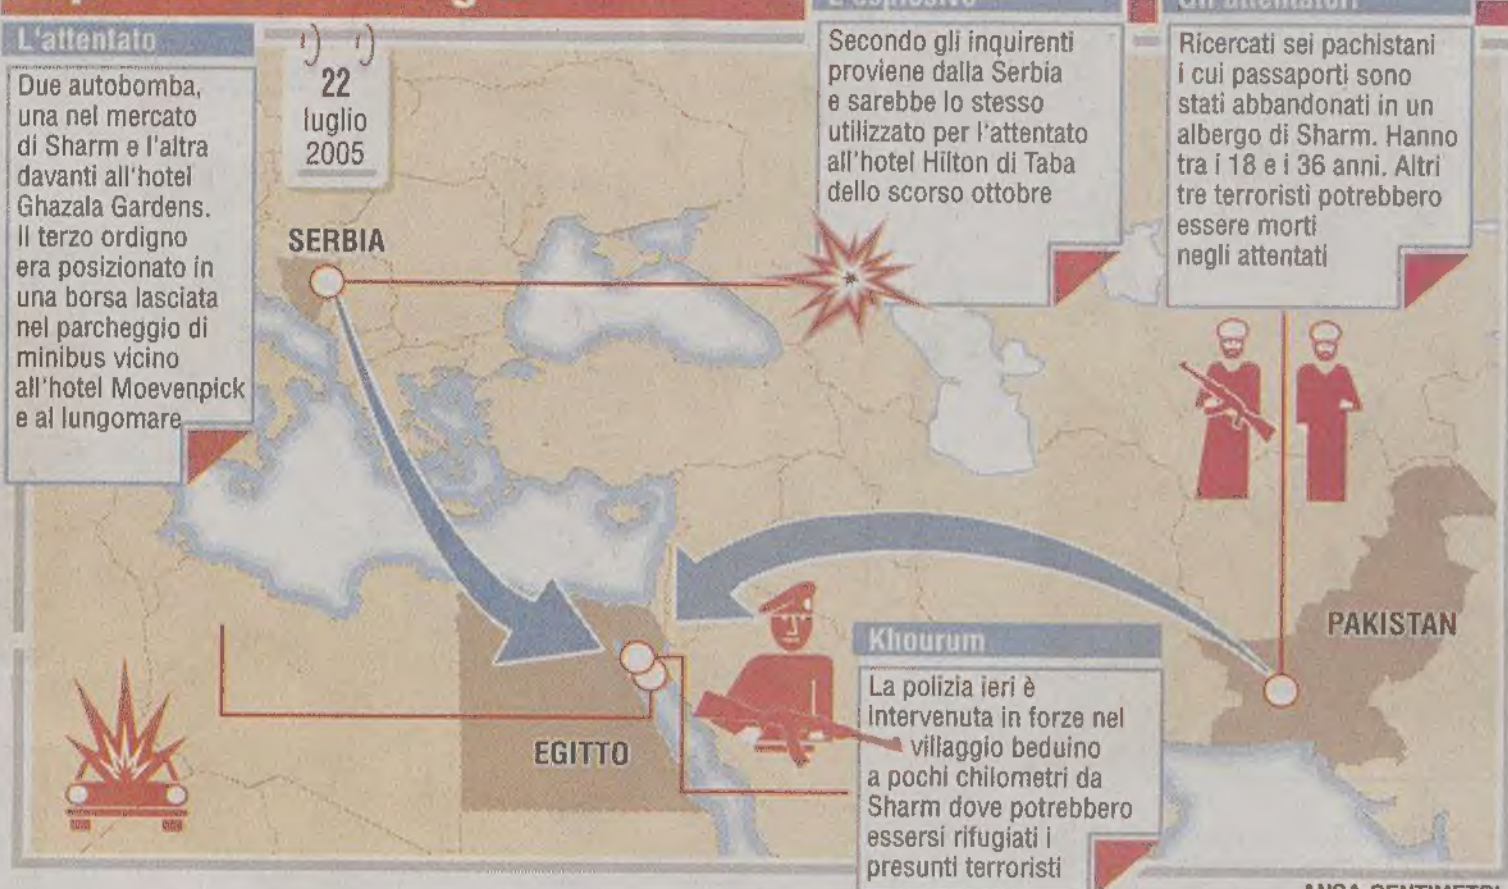 L'attentato
Due autobomba,
una nel mercato
di Sharm e l'altra
davanti all'hotel
Ghazala Gardens.
Il terzo ordigno
era posizionato in
una borsa lasciata
nel parcheggio di
minibus vicino
all'hotel Moevenpick
e al lungomare
22
luglio
2005
L'esplosivo
Secondo gli inquirenti
proviene dalla Serbia
e sarebbe lo stesso
utilizzato per l'attentato
all'hotel Hilton di Taba
dello scorso ottobre
Gli attentatori
Ricercati sei pachistani
i cui passaporti sono
stati abbandonati in un
albergo di Sharm. Hanno
tra i 18 e i 36 anni. Altri
tre terroristi potrebbero
essere morti
negli attentati
SERBIA
PAKISTAN
EGITTO
Khourum
La polizia ieri è
intervenuta in forze nel
villaggio beduino
a pochi chilometri da
Sharm dove potrebbero
essersi rifugiati i
presunti terroristi